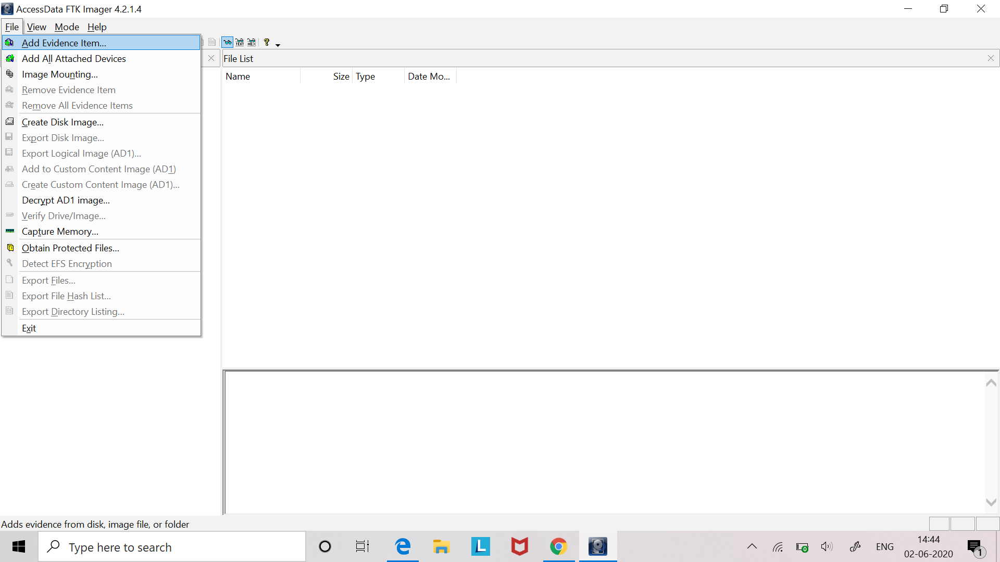 AccessData FTK Imager 4.2.1.4
File View Mode Help
Add Evidence Item...
Add All Attached Devices
Image Mounting...
Remove Evidence Item
Remove All Evidence Items
Create Disk Image...
Export Disk Image...
Export Logical Image (AD1)...
Add to Custom Content Image (AD1)
Create Custom Content Image (AD1)...
Decrypt AD1 image...
Verify Drive/Image...
Capture Memory...
Obtain Protected Files...
Detect EFS Encryption
Export Files...
Export File Hash List...
Export Directory Listing...
Exit
TEXT HEX ?
File List
Name Size Type Date Mo...
Adds evidence from disk, image file, or folder
Type here to search
L
ENG
14:44
02-06-2020
1